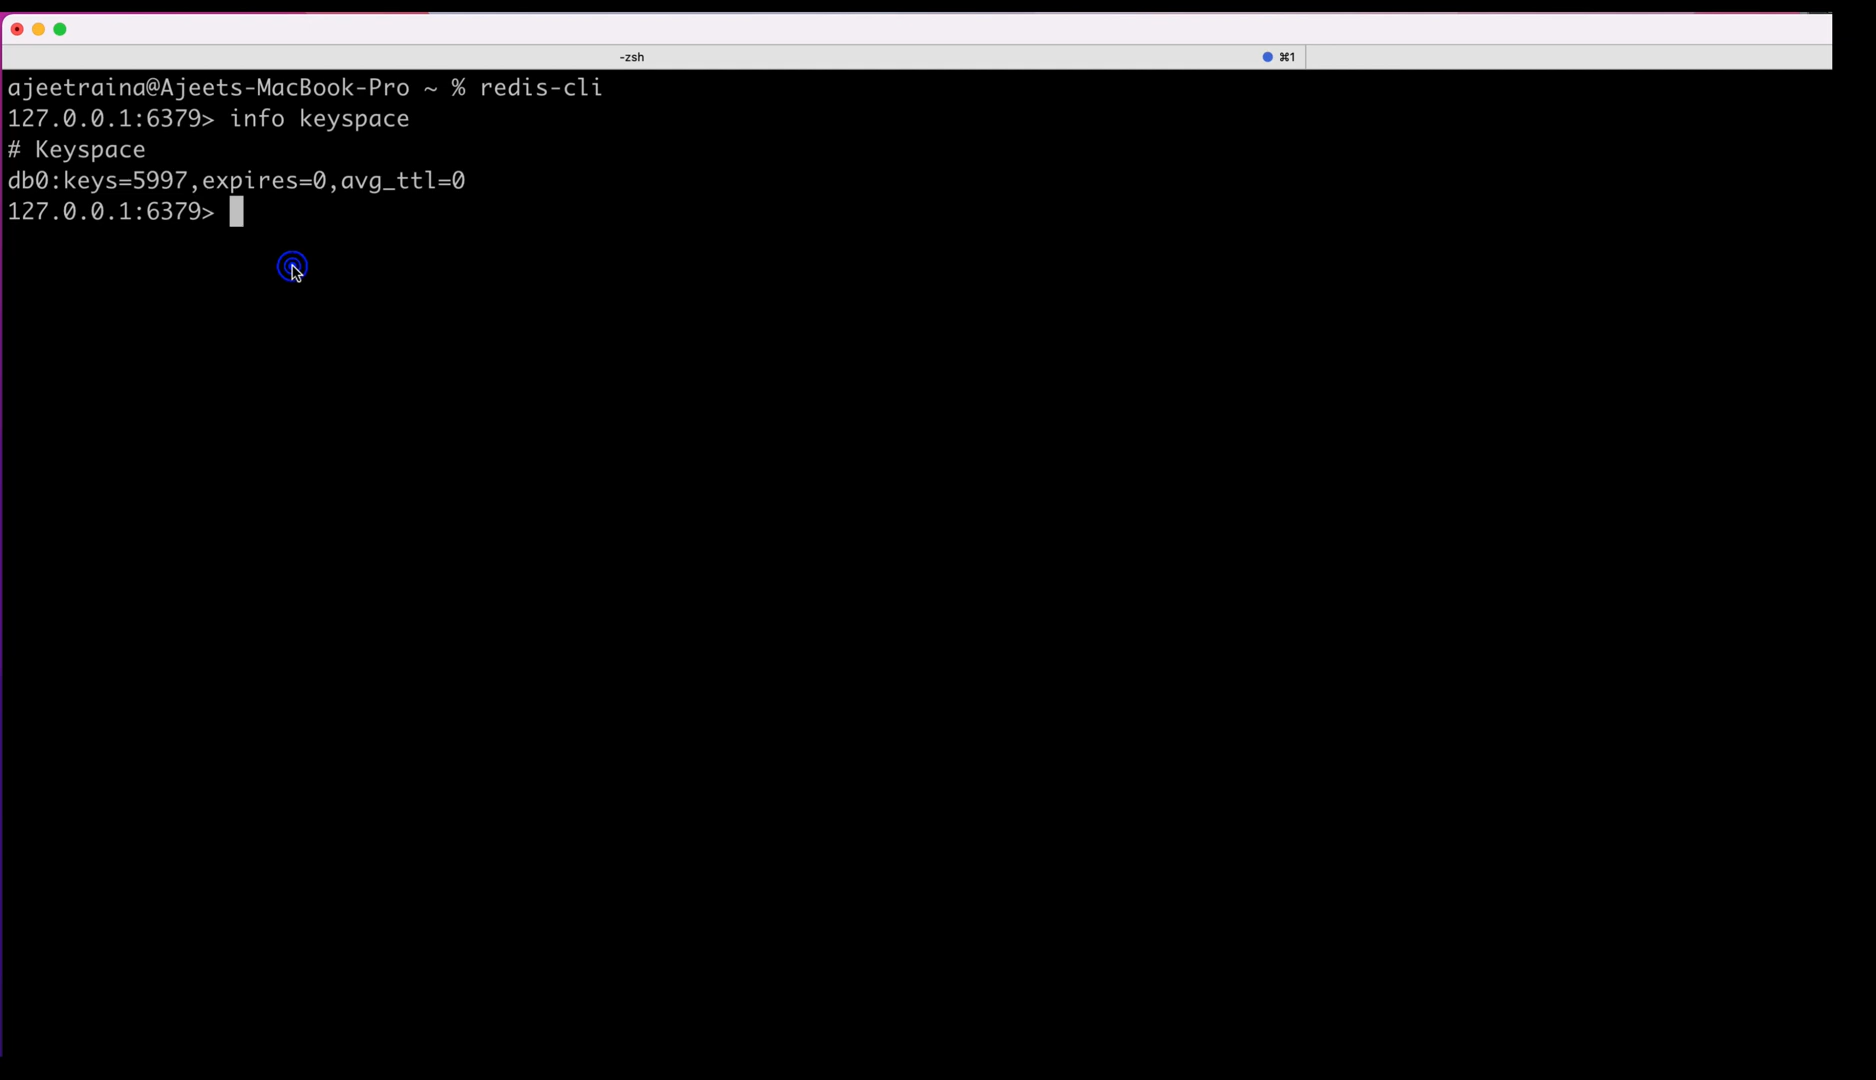 -zsh
⌘1
ajeetraina@Ajeets-MacBook-Pro ~ % redis-cli
127.0.0.1:6379> info keyspace
# Keyspace
db0:keys=5997,expires=0,avg_ttl=0
127.0.0.1:6379>